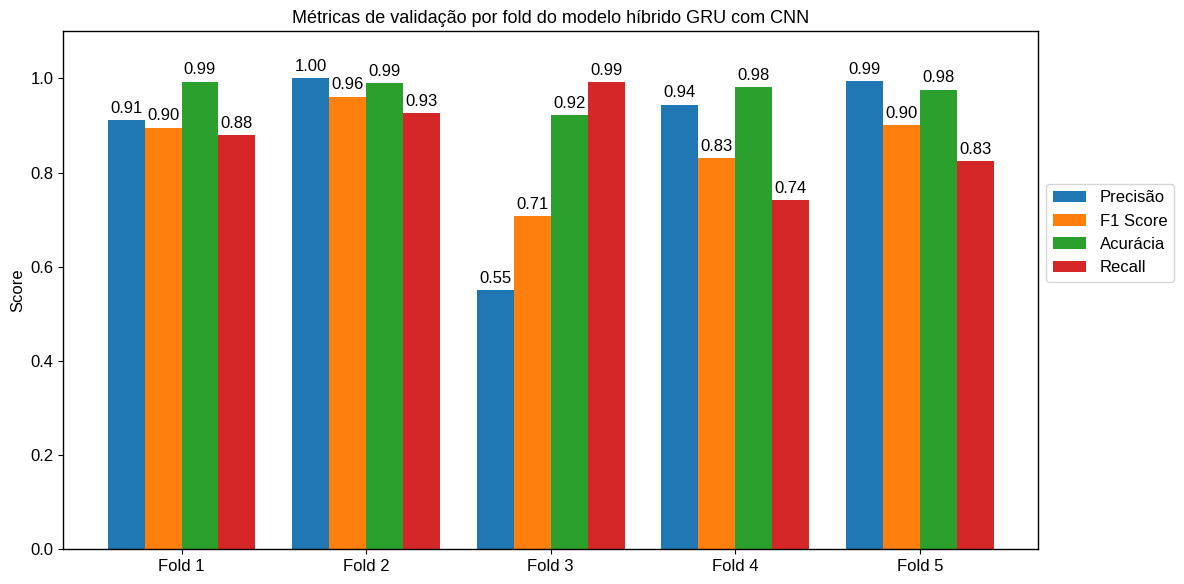 Métricas de validação por fold do modelo híbrido GRU com CNN
Score
1.0
0.8
0.6
0.4
0.2
0.0
0.91
0.90
0.99
0.88
1.00
0.96
0.99
0.93
0.55
0.71
0.92
0.99
0.94
0.83
0.98
0.74
0.99
0.90
0.98
0.83
Fold 1
Fold 2
Fold 3
Fold 4
Fold 5
Precisão
F1 Score
Acurácia
Recall